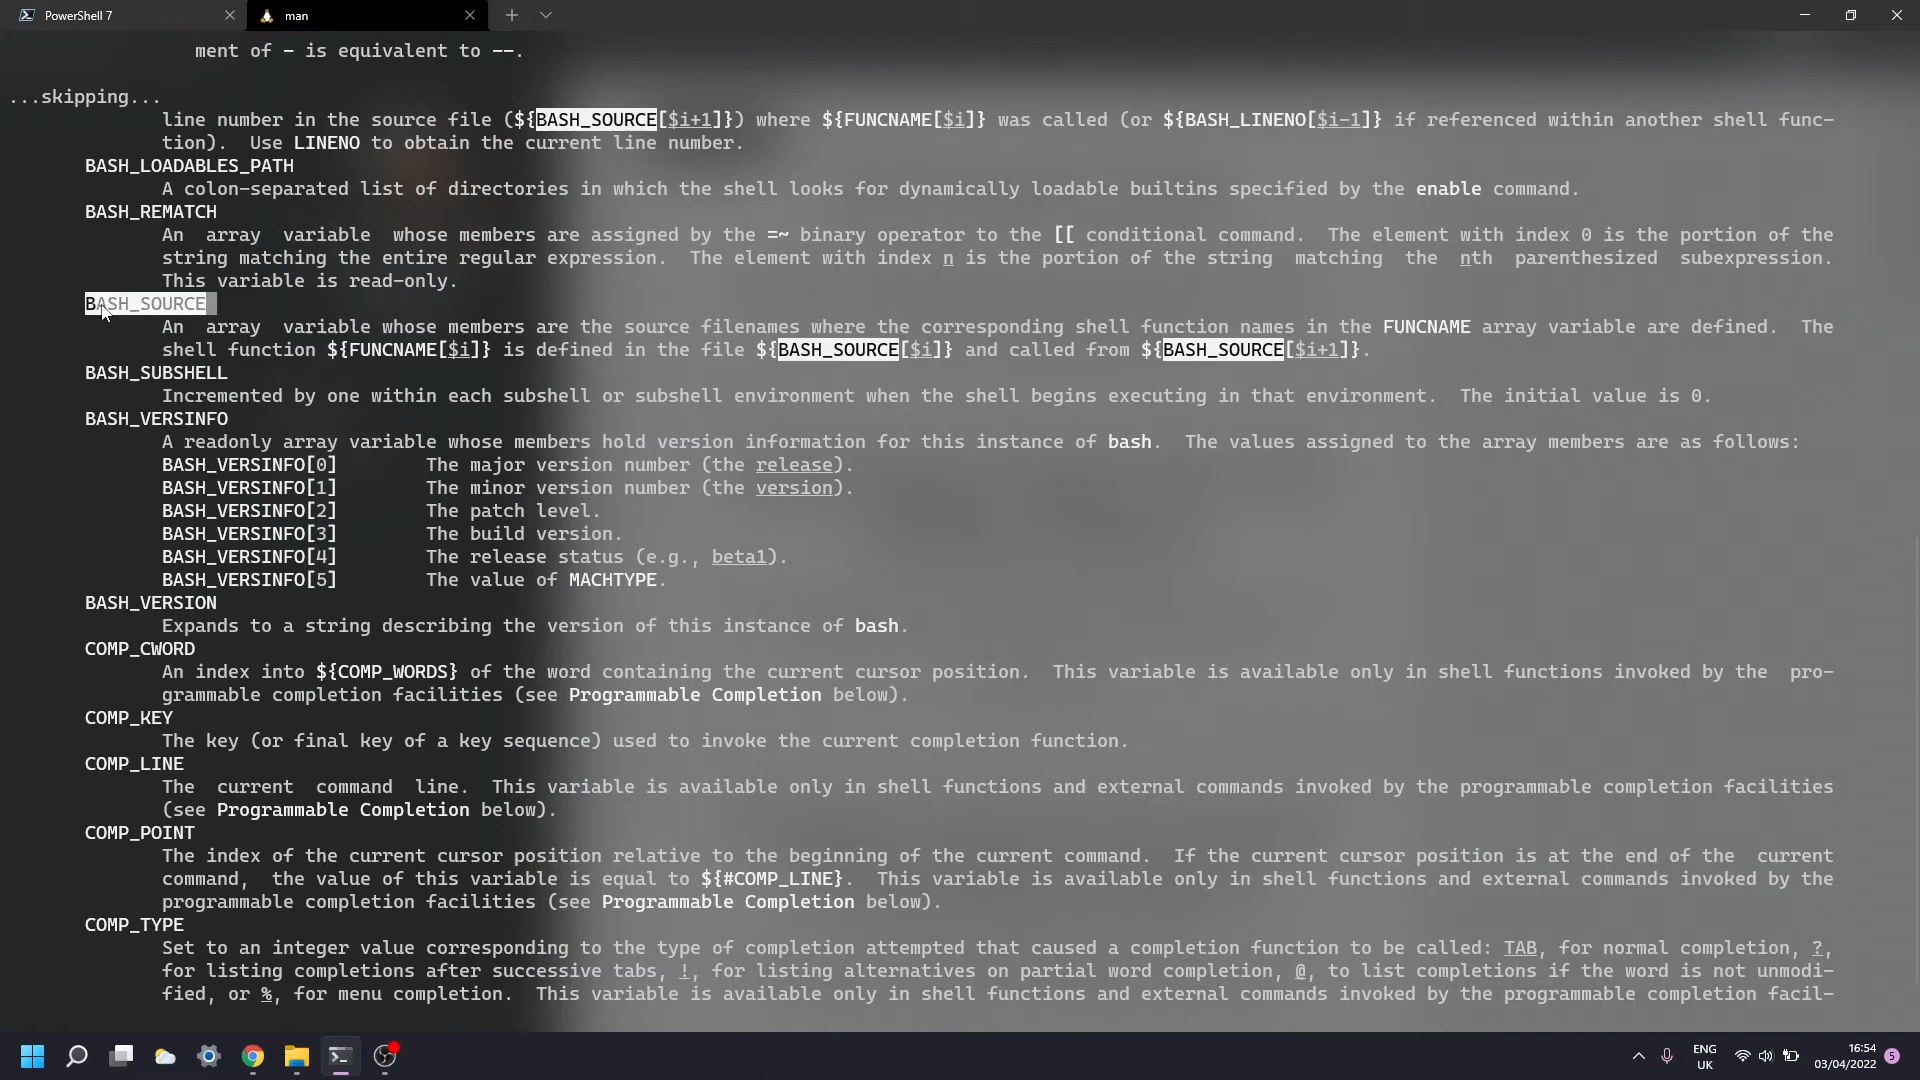 PowerShell 7
man
ment of - is equivalent to --.
...skipping...
line number in the source file (${BASH_SOURCE[$i+1]}) where ${FUNCNAME[$i]} was called (or ${BASH_LINENO[$i-1]} if referenced within another shell func-
tion).  Use LINENO to obtain the current line number.
BASH_LOADABLES_PATH
A colon-separated list of directories in which the shell looks for dynamically loadable builtins specified by the enable command.
BASH_REMATCH
An  array  variable  whose members are assigned by the =~ binary operator to the [[ conditional command.  The element with index 0 is the portion of the
string matching the entire regular expression.  The element with index n is the portion of the string  matching  the  nth  parenthesized  subexpression.
This variable is read-only.
BASH_SOURCE
An  array  variable whose members are the source filenames where the corresponding shell function names in the FUNCNAME array variable are defined.  The
shell function ${FUNCNAME[$i]} is defined in the file ${BASH_SOURCE[$i]} and called from ${BASH_SOURCE[$i+1]}.
BASH_SUBSHELL
Incremented by one within each subshell or subshell environment when the shell begins executing in that environment.  The initial value is 0.
BASH_VERSINFO
A readonly array variable whose members hold version information for this instance of bash.  The values assigned to the array members are as follows:
BASH_VERSINFO[0]        The major version number (the release).
BASH_VERSINFO[1]        The minor version number (the version).
BASH_VERSINFO[2]        The patch level.
BASH_VERSINFO[3]        The build version.
BASH_VERSINFO[4]        The release status (e.g., beta1).
BASH_VERSINFO[5]        The value of MACHTYPE.
BASH_VERSION
Expands to a string describing the version of this instance of bash.
COMP_CWORD
An index into ${COMP_WORDS} of the word containing the current cursor position.  This variable is available only in shell functions invoked by the  pro-
grammable completion facilities (see Programmable Completion below).
COMP_KEY
The key (or final key of a key sequence) used to invoke the current completion function.
COMP_LINE
The  current  command  line.  This variable is available only in shell functions and external commands invoked by the programmable completion facilities
(see Programmable Completion below).
COMP_POINT
The index of the current cursor position relative to the beginning of the current command.  If the current cursor position is at the end of the  current
command,  the value of this variable is equal to ${#COMP_LINE}.  This variable is available only in shell functions and external commands invoked by the
programmable completion facilities (see Programmable Completion below).
COMP_TYPE
Set to an integer value corresponding to the type of completion attempted that caused a completion function to be called: TAB, for normal completion, ?,
for listing completions after successive tabs, !, for listing alternatives on partial word completion, @, to list completions if the word is not unmodi-
fied, or %, for menu completion.  This variable is available only in shell functions and external commands invoked by the programmable completion facil-
ENG
UK
16:54
03/04/2022
5